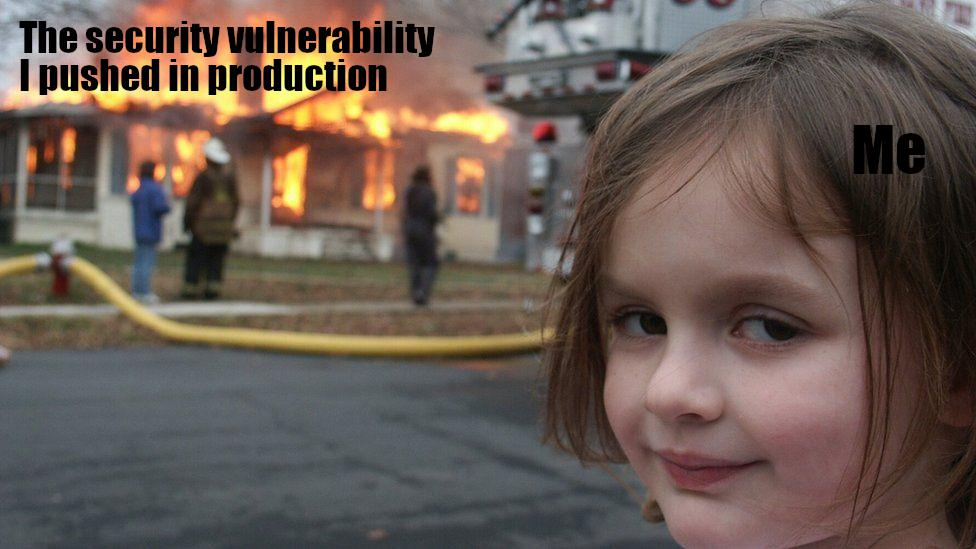 The security vulnerability
I pushed in production
Me